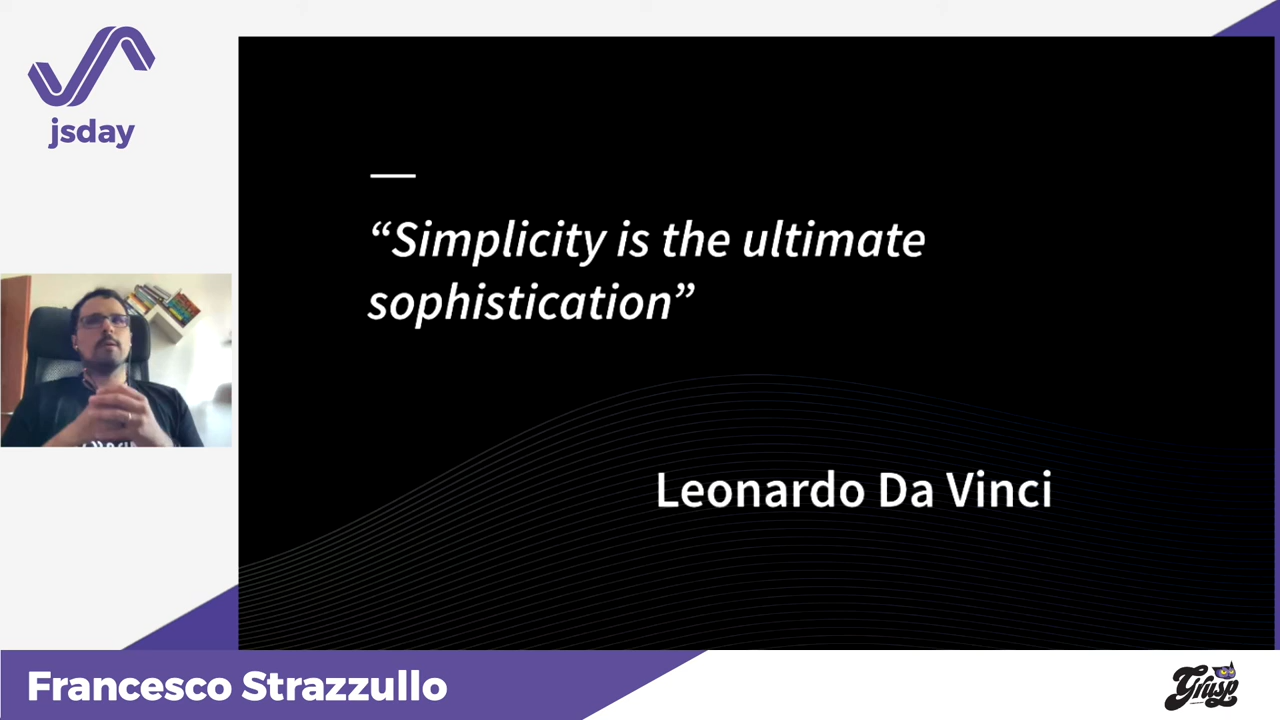 jsday
“Simplicity is the ultimate
sophistication”
Leonardo Da Vinci
Francesco Strazzullo
Grusp